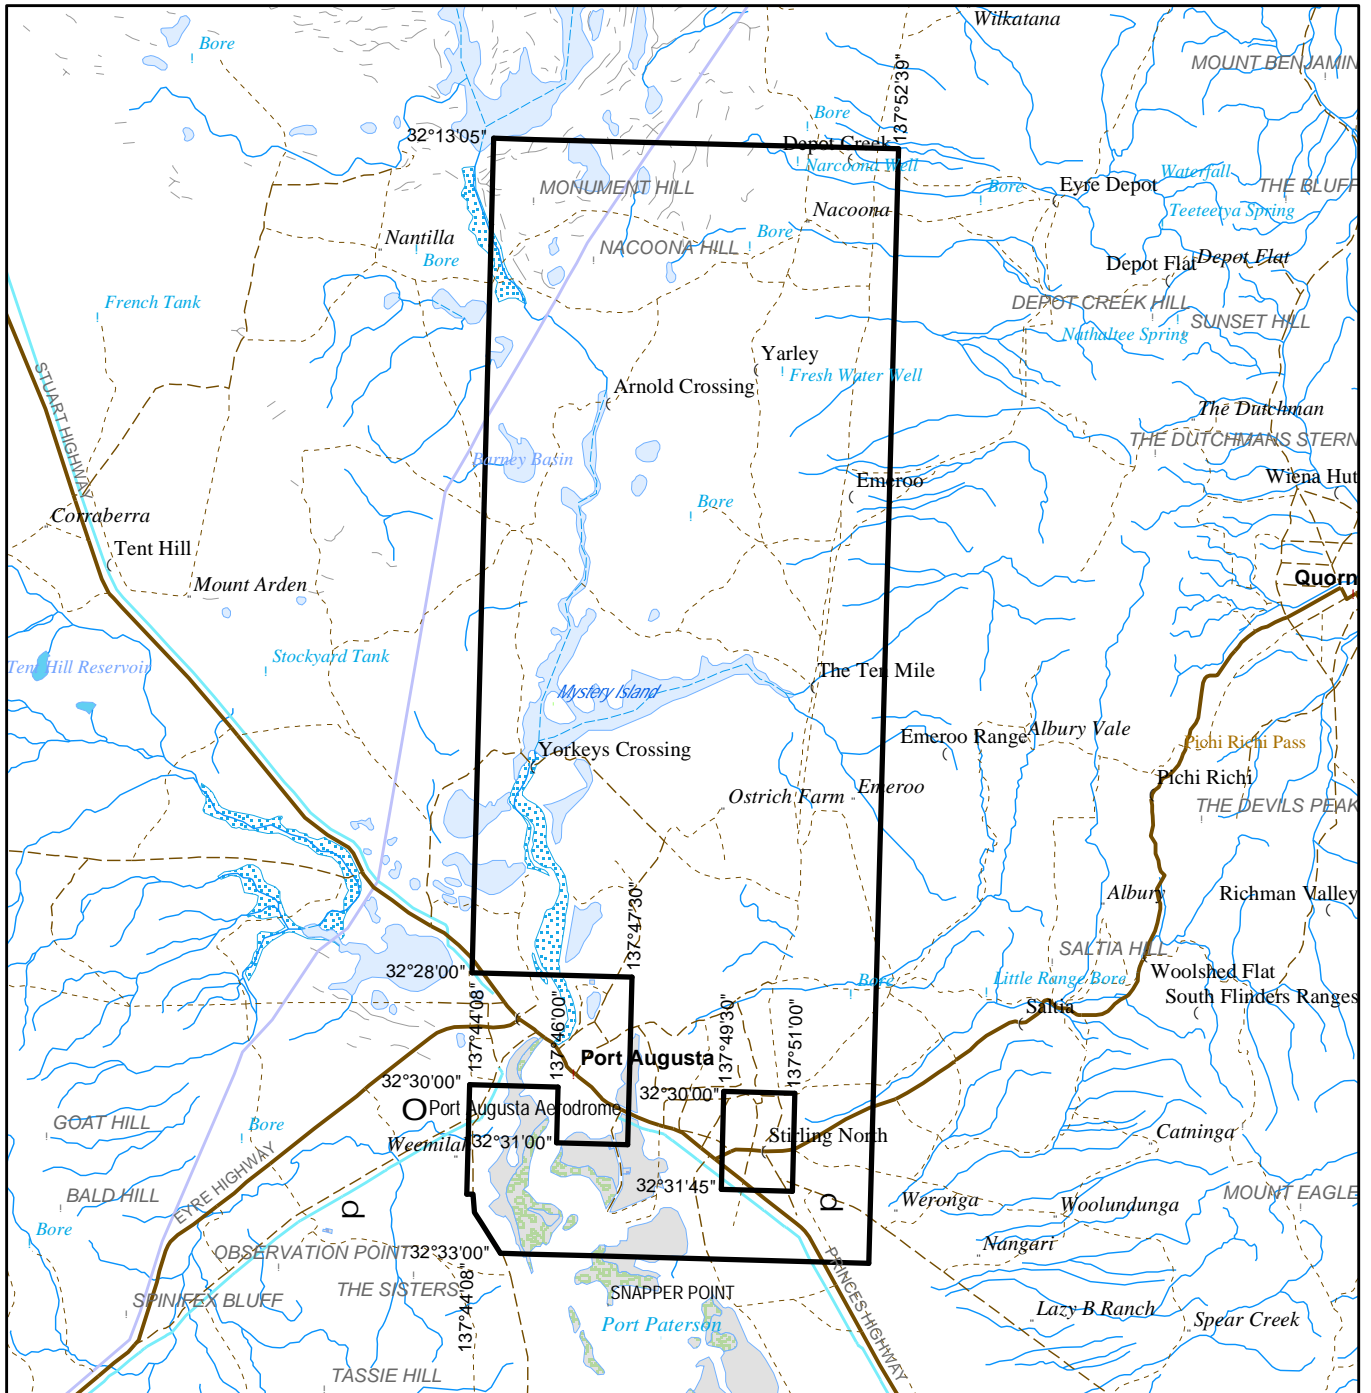 Wilkatana
Bore
MOUNT BENJAMIN
137°52'39"
Bore
32°13'05"
Depot Creek
Narcoona Well
Waterfall
Eyre Depot
THE BLUFF
Bore
MONUMENT HILL
Nacoona
Teeteetya Spring
Nantilla
Bore
NACOONA HILL
Bore
Depot Flat
Depot Flat
French Tank
DEPOT CREEK HILL
SUNSET HILL
Nathaltee Spring
Yarley
Fresh Water Well
Arnold Crossing
STUART HIGHWAY
The Dutchman
THE DUTCHMANS STERN
Barney Basin
Wiena Hut
Emeroo
Bore
Corraberra
Tent Hill
Mount Arden
Quorn
Stockyard Tank
Tent Hill Reservoir
The Ten Mile
Mystery Island
Albury Vale
Emeroo Range
Pichi Richi Pass
Yorkeys Crossing
Pichi Richi
Emeroo
Ostrich Farm
THE DEVILS PEAK
Albury
Richman Valley
137°47'30"
SALTIA HILL
32°28'00"
Woolshed Flat
Bore
Little Range Bore
South Flinders Ranges
Saltia
137°44'08"
137°46'00"
137°49'30"
137°51'00"
Port Augusta
32°30'00"
32°30'00"
Port Augusta Aerodrome
GOAT HILL
Bore
Weemilah
32°31'00"
Stirling North
Catninga
EYRE HIGHWAY
32°31'45"
BALD HILL
MOUNT EAGLE
Weronga
Woolundunga
p
p
Bore
Nangari
OBSERVATION POINT
32°33'00"
THE SISTERS
SNAPPER POINT
PRINCES HIGHWAY
SPINIFEX BLUFF
137°44'08"
Lazy B Ranch
Port Paterson
Spear Creek
TASSIE HILL